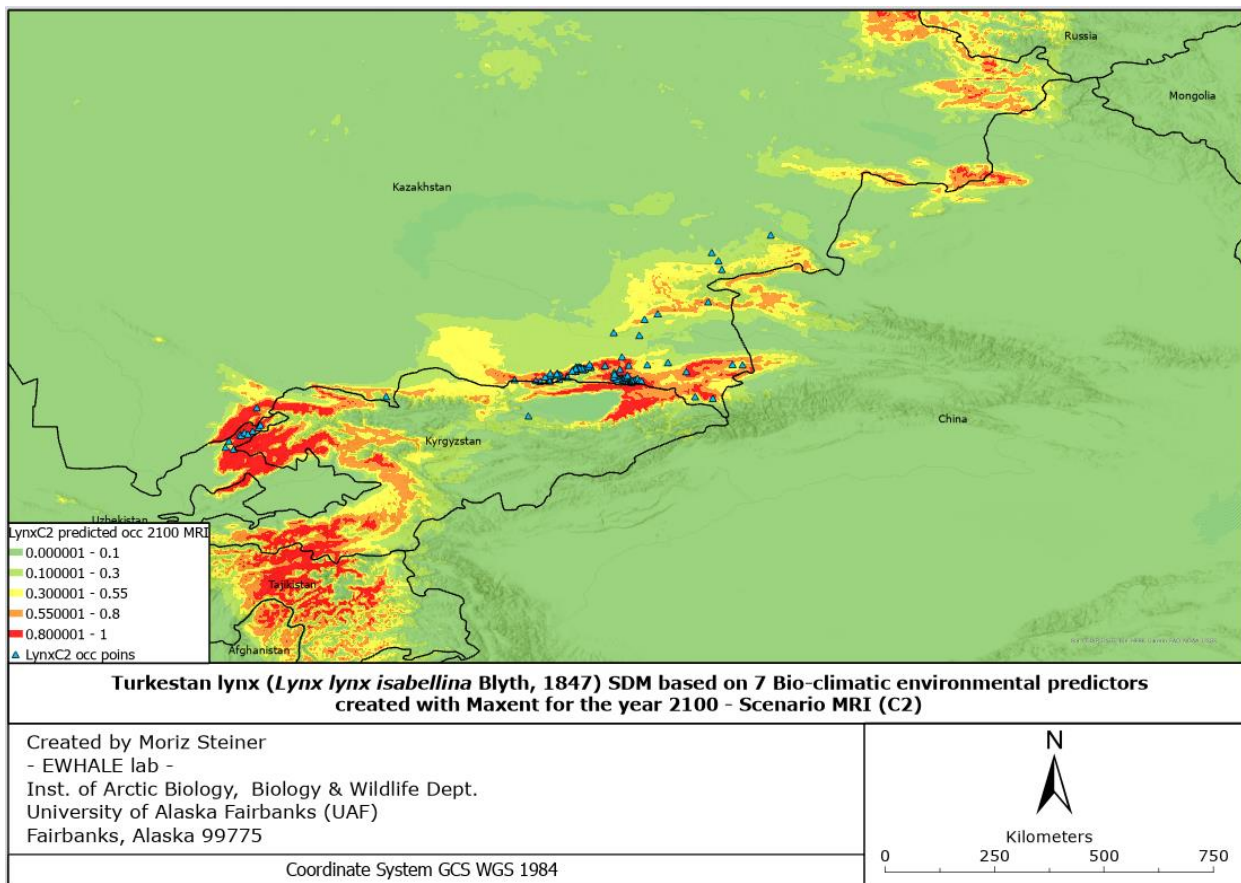 Russia
Mongolia
Kazakhstan
China
Kyrgyzstan
Uzbekistan
Tajikistan
Afghanistan
LynxC2 predicted occ 2100 MRI
0.000001 - 0.1
0.100001 - 0.3
0.300001 - 0.55
0.550001 - 0.8
0.800001 - 1
LynxC2 occ poins
Turkestan lynx (Lynx lynx isabellina Blyth, 1847) SDM based on 7 Bio-climatic environmental predictors
created with Maxent for the year 2100 - Scenario MRI (C2)
Created by Moriz Steiner
- EWHALE lab -
Inst. of Arctic Biology, Biology & Wildlife Dept.
University of Alaska Fairbanks (UAF)
Fairbanks, Alaska 99775
Coordinate System GCS WGS 1984
N
Kilometers
0 250 500 750